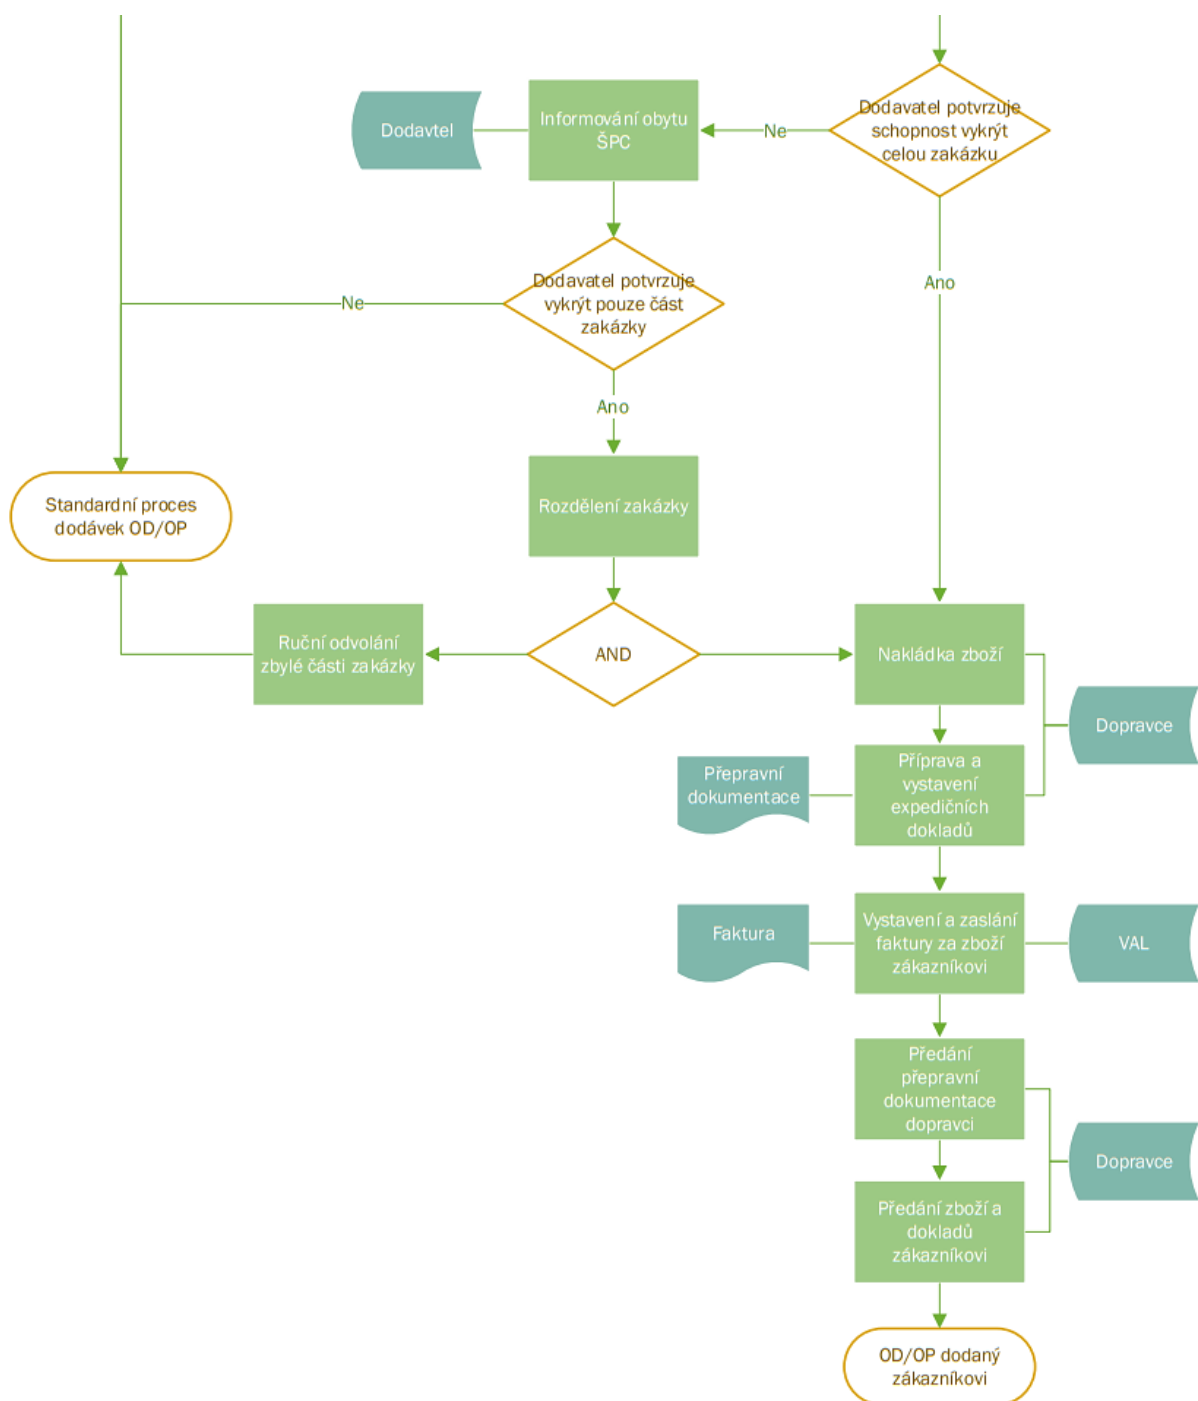 Dodavatel potvrzuje
schopnost vykrýt
celou zakázku
Ne
Informování obytu
ŠPC
Dodavtel
Ano
Dodavatel potvrzuje
vykrýt pouze část
zakázky
Ne
Ano
Rozdělení zakázky
Standardní proces
dodávek OD/OP
Ruční odvolání
zbylé části zakázky
AND
Nakládka zboží
Dopravce
Přepravní
dokumentace
Příprava a
vystavení
expedičních
dokladů
Faktura
Vystavení a zaslání
faktury za zboží
zákazníkovi
VAL
Předání
přepravní
dokumentace
dopravci
Dopravce
Předání zboží a
dokladů
zákazníkovi
OD/OP dodaný
zákazníkovi